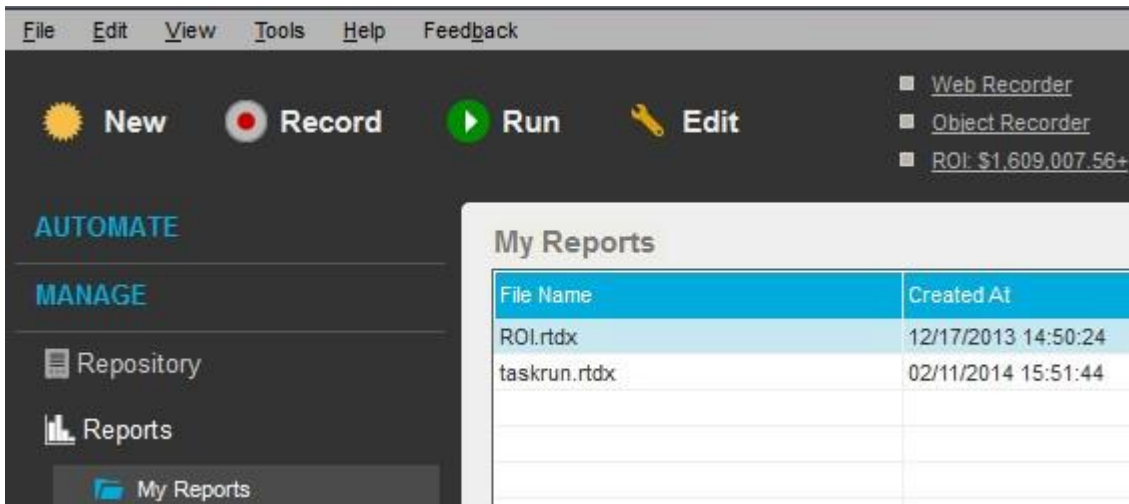 File Edit View Tools Help Feedback
New Record Run Edit
Web Recorder
Object Recorder
ROI: $1,609,007.56+
AUTOMATE
MANAGE
Repository
Reports
My Reports
My Reports
File Name Created At
ROI.rtdx 12/17/2013 14:50:24
taskrun.rtdx 02/11/2014 15:51:44